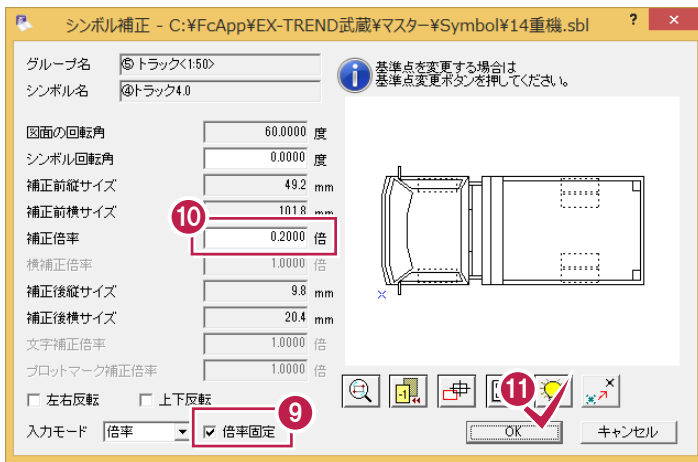 シンボル補正 - C:¥FcApp¥EX-TREND武蔵¥マスター¥Symbol¥14重機.sbl ? ×
グループ名 ⑤トラック<1:50>
シンボル名 ④トラック4.0
基準点を変更する場合は
基準点変更ボタンを押してください。
図面の回転角 60.0000 度
シンボル回転角 0.0000 度
補正前縦サイズ 49.2 mm
補正前横サイズ 101.8 mm
10
補正倍率 0.2000 倍
横補正倍率 1.0000 倍
補正後縦サイズ 9.8 mm
補正後横サイズ 20.4 mm
文字補正倍率 1.0000 倍
プロットマーク補正倍率 1.0000 倍
左右反転 上下反転
-1
11
9
入力モード 倍率 倍率固定
OK キャンセル